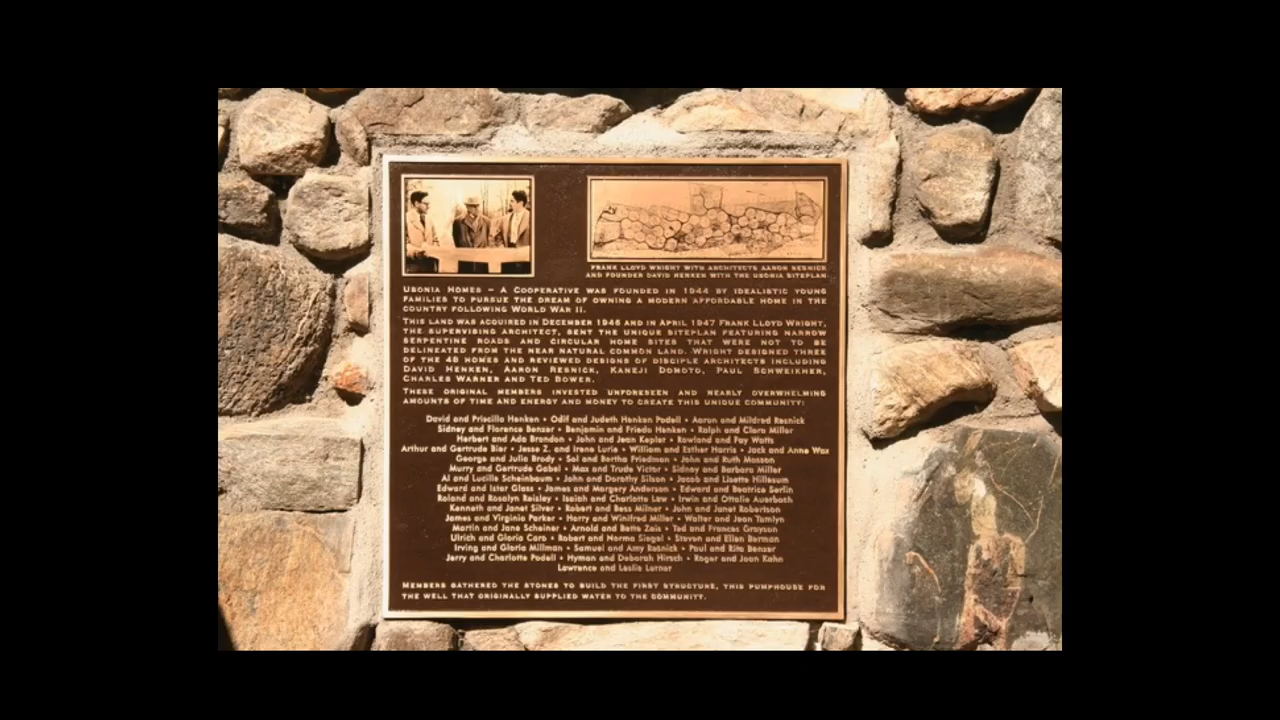 FRANK LLOYD WRIGHT WITH ARCHITECTS AARON RESNICK
AND FOUNDER DAVID HENKEN WITH THE USONIA SITEPLAN
USONIA HOMES – A COOPERATIVE WAS FOUNDED IN 1944 BY IDEALISTIC YOUNG
FAMILIES TO PURSUE THE DREAM OF OWNING A MODERN AFFORDABLE HOME IN THE
COUNTRY FOLLOWING WORLD WAR II.
THIS LAND WAS ACQUIRED IN DECEMBER 1946 AND IN APRIL 1947 FRANK LLOYD WRIGHT,
THE SUPERVISING ARCHITECT, SENT THE UNIQUE SITEPLAN FEATURING NARROW
SERPENTINE ROADS AND CIRCULAR HOME SITES THAT WERE NOT TO BE
DELINEATED FROM THE NEAR NATURAL COMMON LAND. WRIGHT DESIGNED THREE
OF THE 48 HOMES AND REVIEWED DESIGNS OF DISCIPLE ARCHITECTS INCLUDING
DAVID HENKEN, AARON RESNICK, KANEJI DOMOTO, PAUL SCHWEIKHER,
CHARLES WARNER AND TED BOWER.
THESE ORIGINAL MEMBERS INVESTED UNFORESEEN AND NEARLY OVERWHELMING
AMOUNTS OF TIME AND ENERGY AND MONEY TO CREATE THIS UNIQUE COMMUNITY:
David and Priscilla Henken • Odif and Judeth Henken Podell • Aaron and Mildred Resnick
Sidney and Florence Benzer • Benjamin and Frieda Henken • Ralph and Clara Miller
Herbert and Ada Brandon • John and Jean Kepler • Rowland and Fay Watts
Arthur and Gertrude Bier • Jesse Z. and Irene Lurie • William and Esther Harris • Jack and Anne Wax
George and Julia Brody • Sol and Bertha Friedman • John and Ruth Masson
Murry and Gertrude Gabel • Max and Trude Victor • Sidney and Barbara Miller
Al and Lucille Scheinbaum • John and Dorothy Silson • Jacob and Lisette Hillesum
Edward and Istar Glass • James and Margery Anderson • Edward and Beatrice Serlin
Roland and Rosalyn Reisley • Isaiah and Charlotte Lew • Irwin and Ottalie Auerbach
Kenneth and Janet Silver • Robert and Bess Milner • John and Janet Robertson
James and Virginia Parker • Harry and Winifred Miller • Walter and Jean Tamlyn
Martin and Jane Scheiner • Arnold and Bette Zais • Ted and Frances Grayson
Ulrich and Gloria Caro • Robert and Norma Siegel • Steven and Ellen Berman
Irving and Gloria Millman • Samuel and Amy Resnick • Paul and Rita Benzer
Jerry and Charlotte Podell • Hyman and Deborah Hirsch • Roger and Joan Kahn
Lawrence and Leslie Lerner
MEMBERS GATHERED THE STONES TO BUILD THE FIRST STRUCTURE, THIS PUMPHOUSE FOR
THE WELL THAT ORIGINALLY SUPPLIED WATER TO THE COMMUNITY.